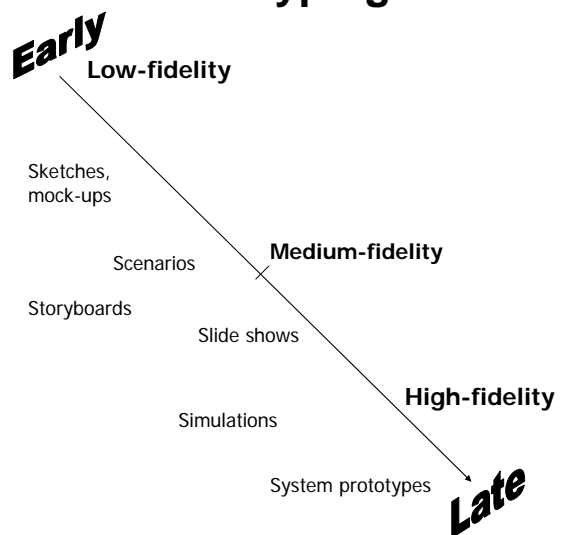 Early
Low-fidelity
Sketches,
mock-ups
Medium-fidelity
Scenarios
Storyboards
Slide shows
High-fidelity
Simulations
System prototypes
Late